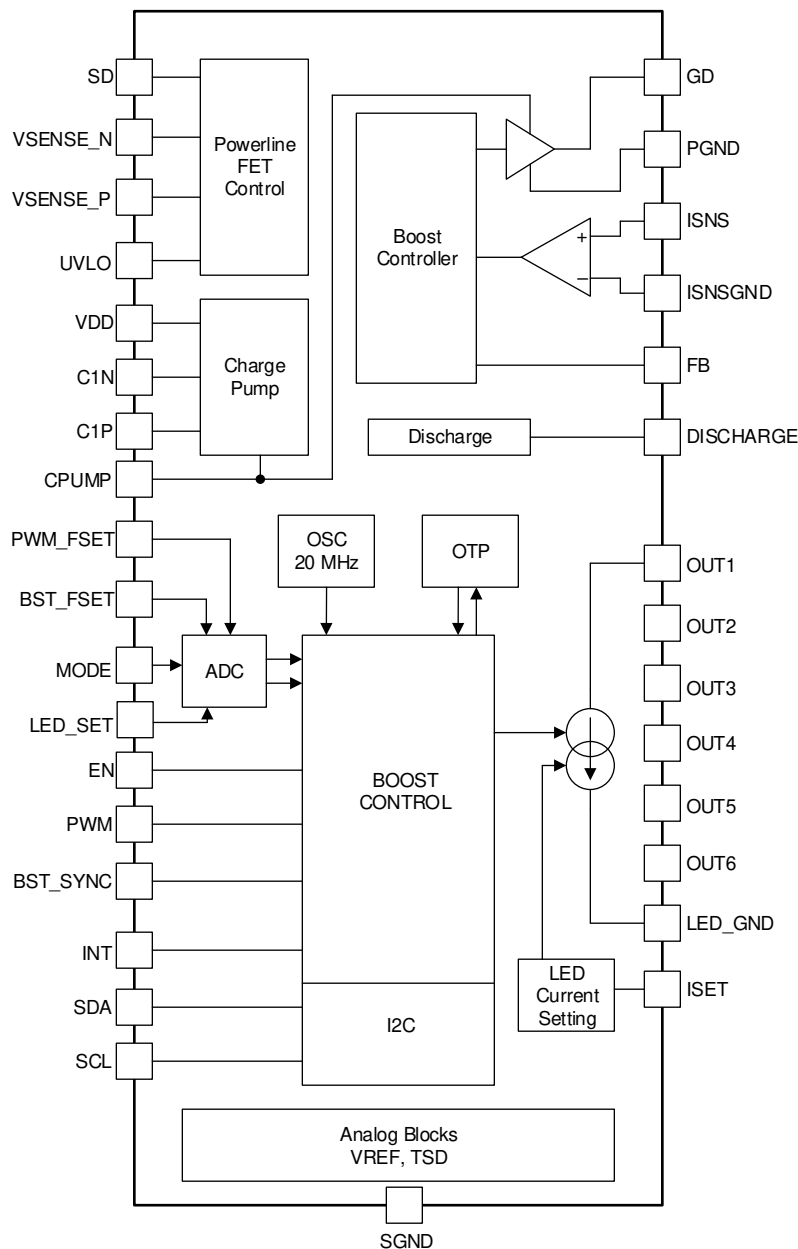 SD
VSENSE_N
VSENSE_P
UVLO
VDD
C1N
C1P
CPUMP
PWM_FSET
BST_FSET
MODE
LED_SET
EN
PWM
BST_SYNC
INT
SDA
SCL
Powerline
FET
Control
Charge
Pump
Boost
Controller
+
−
Discharge
OSC
20 MHz
OTP
ADC
BOOST
CONTROL
I2C
LED
Current
Setting
Analog Blocks
VREF, TSD
GD
PGND
ISNS
ISNSGND
FB
DISCHARGE
OUT1
OUT2
OUT3
OUT4
OUT5
OUT6
LED_GND
ISET
SGND